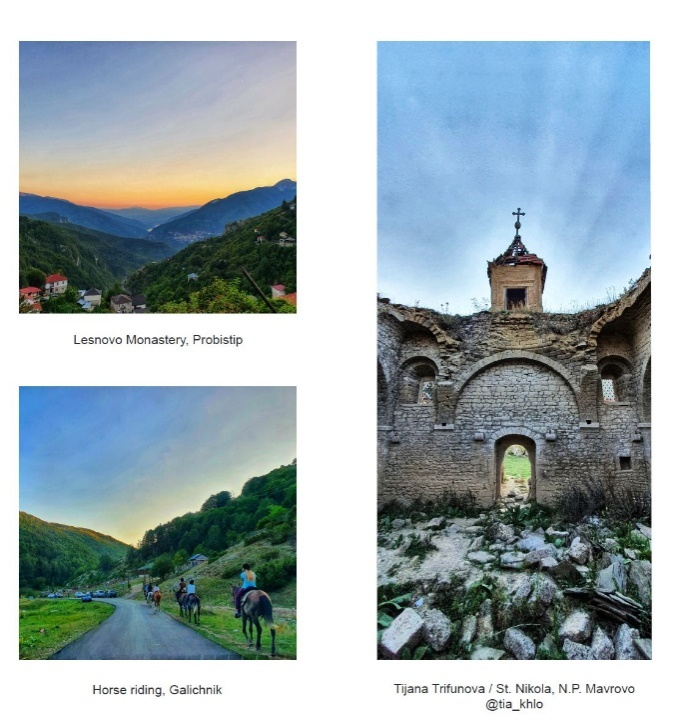 Lesnovo Monastery, Probistip
Horse riding, Galichnik
Tijana Trifunova / St. Nikola, N.P. Mavrovo
@tia_khlo